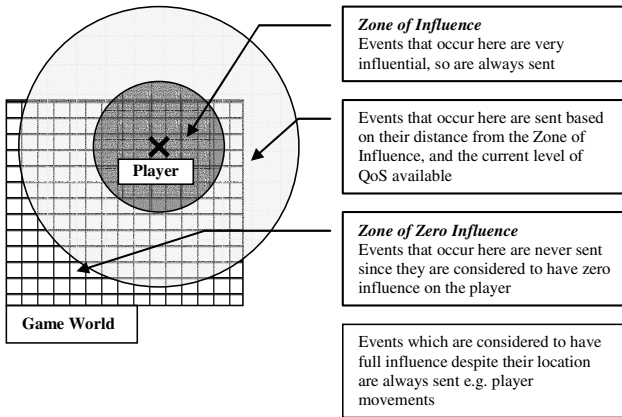 Zone of Influence
Events that occur here are very
influential, so are always sent
Events that occur here are sent based
on their distance from the Zone of
Influence, and the current level of
QoS available
Player
Zone of Zero Influence
Events that occur here are never sent
since they are considered to have zero
influence on the player
Game World
Events which are considered to have
full influence despite their location
are always sent e.g. player
movements